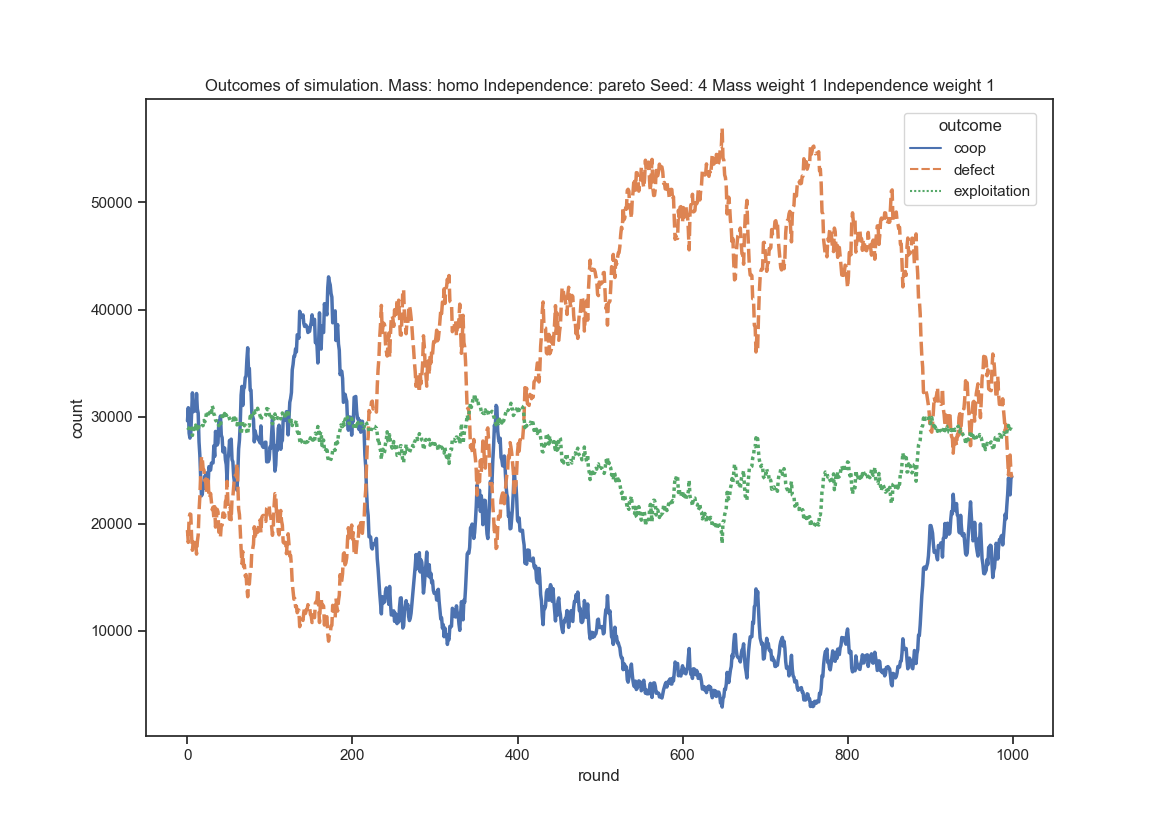 Outcomes of simulation. Mass: homo Independence: pareto Seed: 4 Mass weight 1 Independence weight 1
outcome
coop
defect
exploitation
count
50000
40000
30000
20000
10000
0 200 400 600 800 1000
round